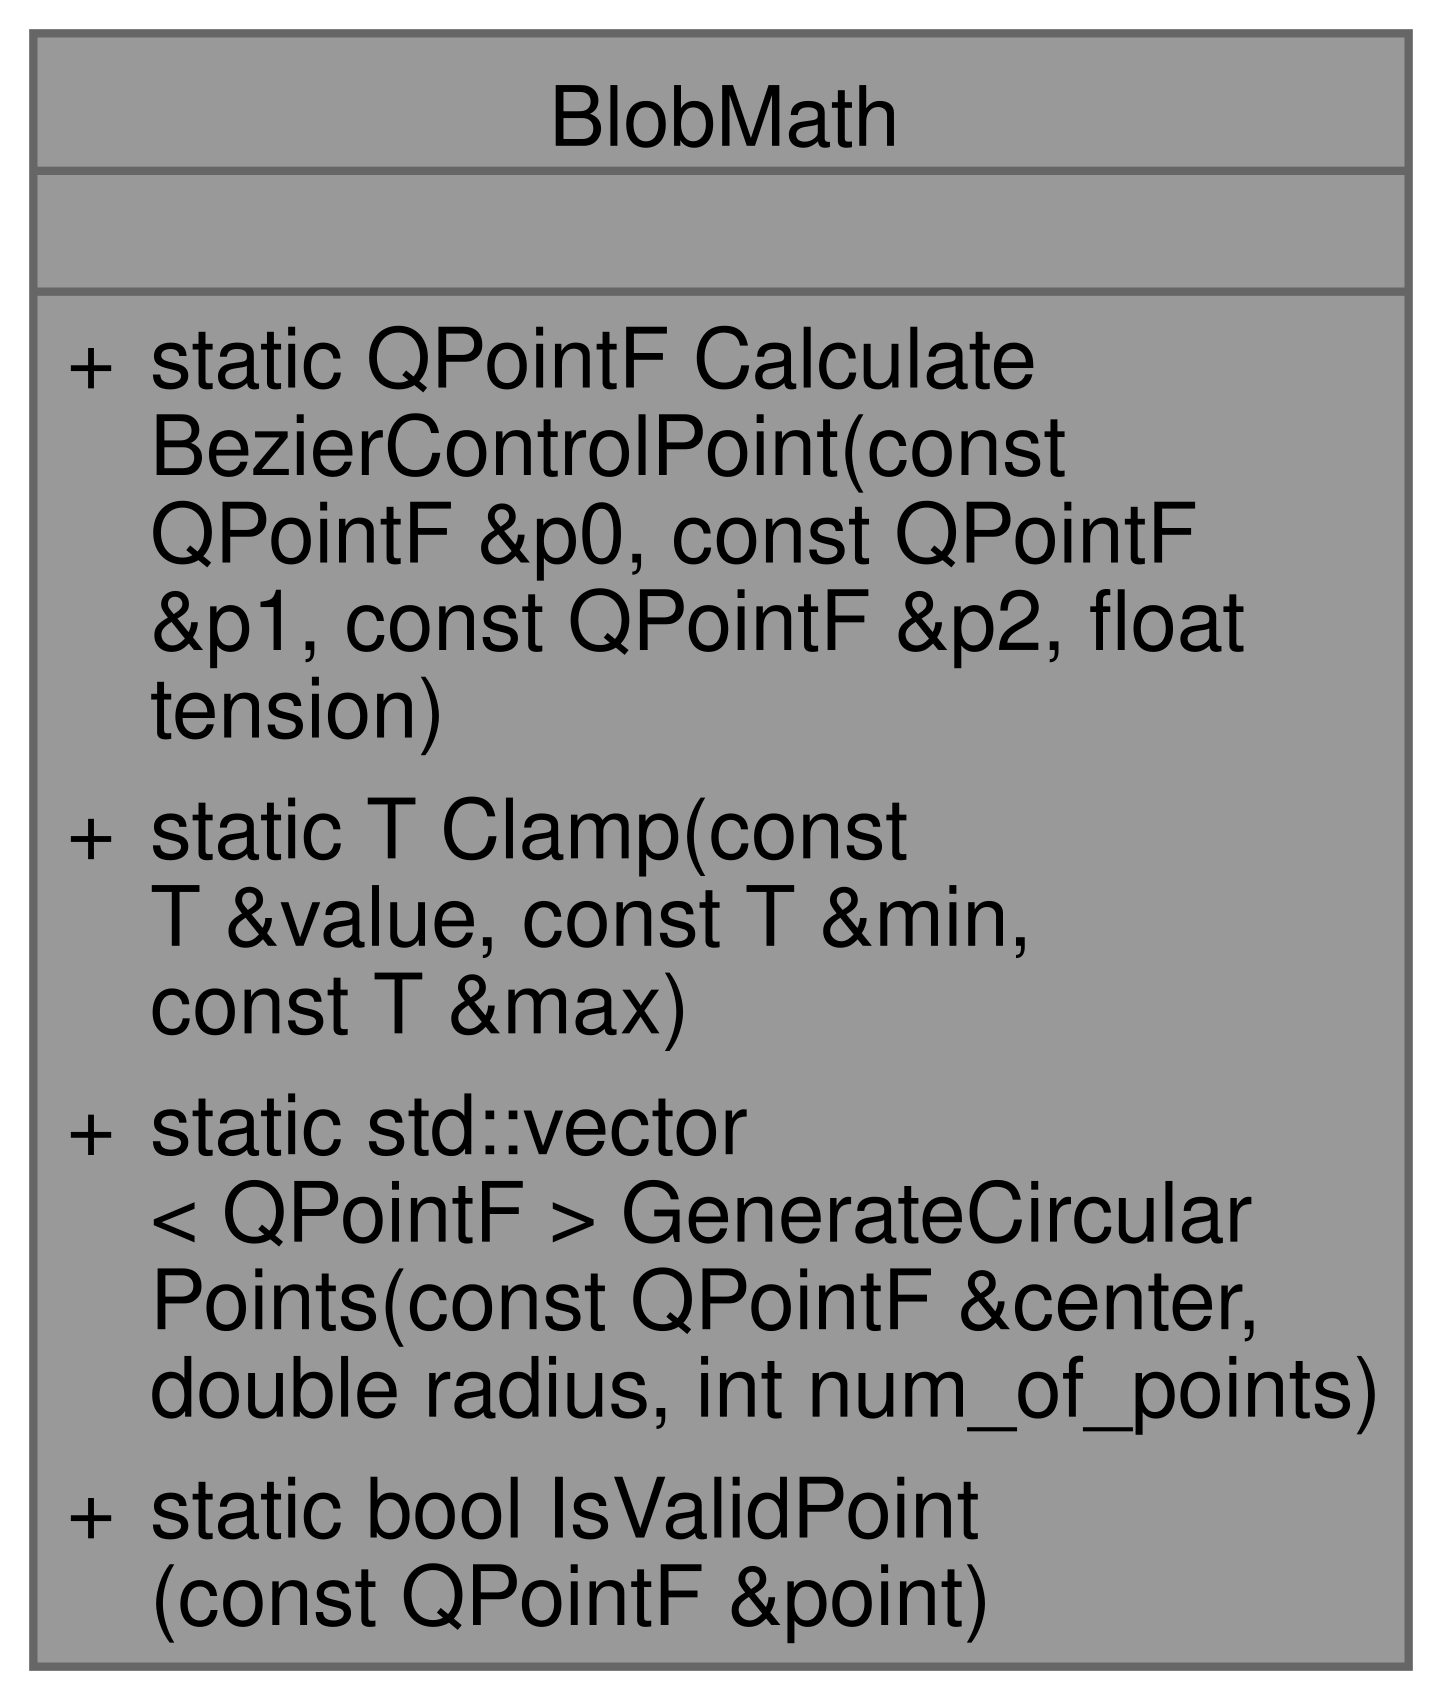 BlobMath
+ static QPointF Calculate
BezierControlPoint(const
QPointF &p0, const QPointF
&p1, const QPointF &p2, float
tension)
+ static T Clamp(const
T &value, const T &min,
const T &max)
+ static std::vector
< QPointF > GenerateCircular
Points(const QPointF &center,
double radius, int num_of_points)
+ static bool IsValidPoint
(const QPointF &point)